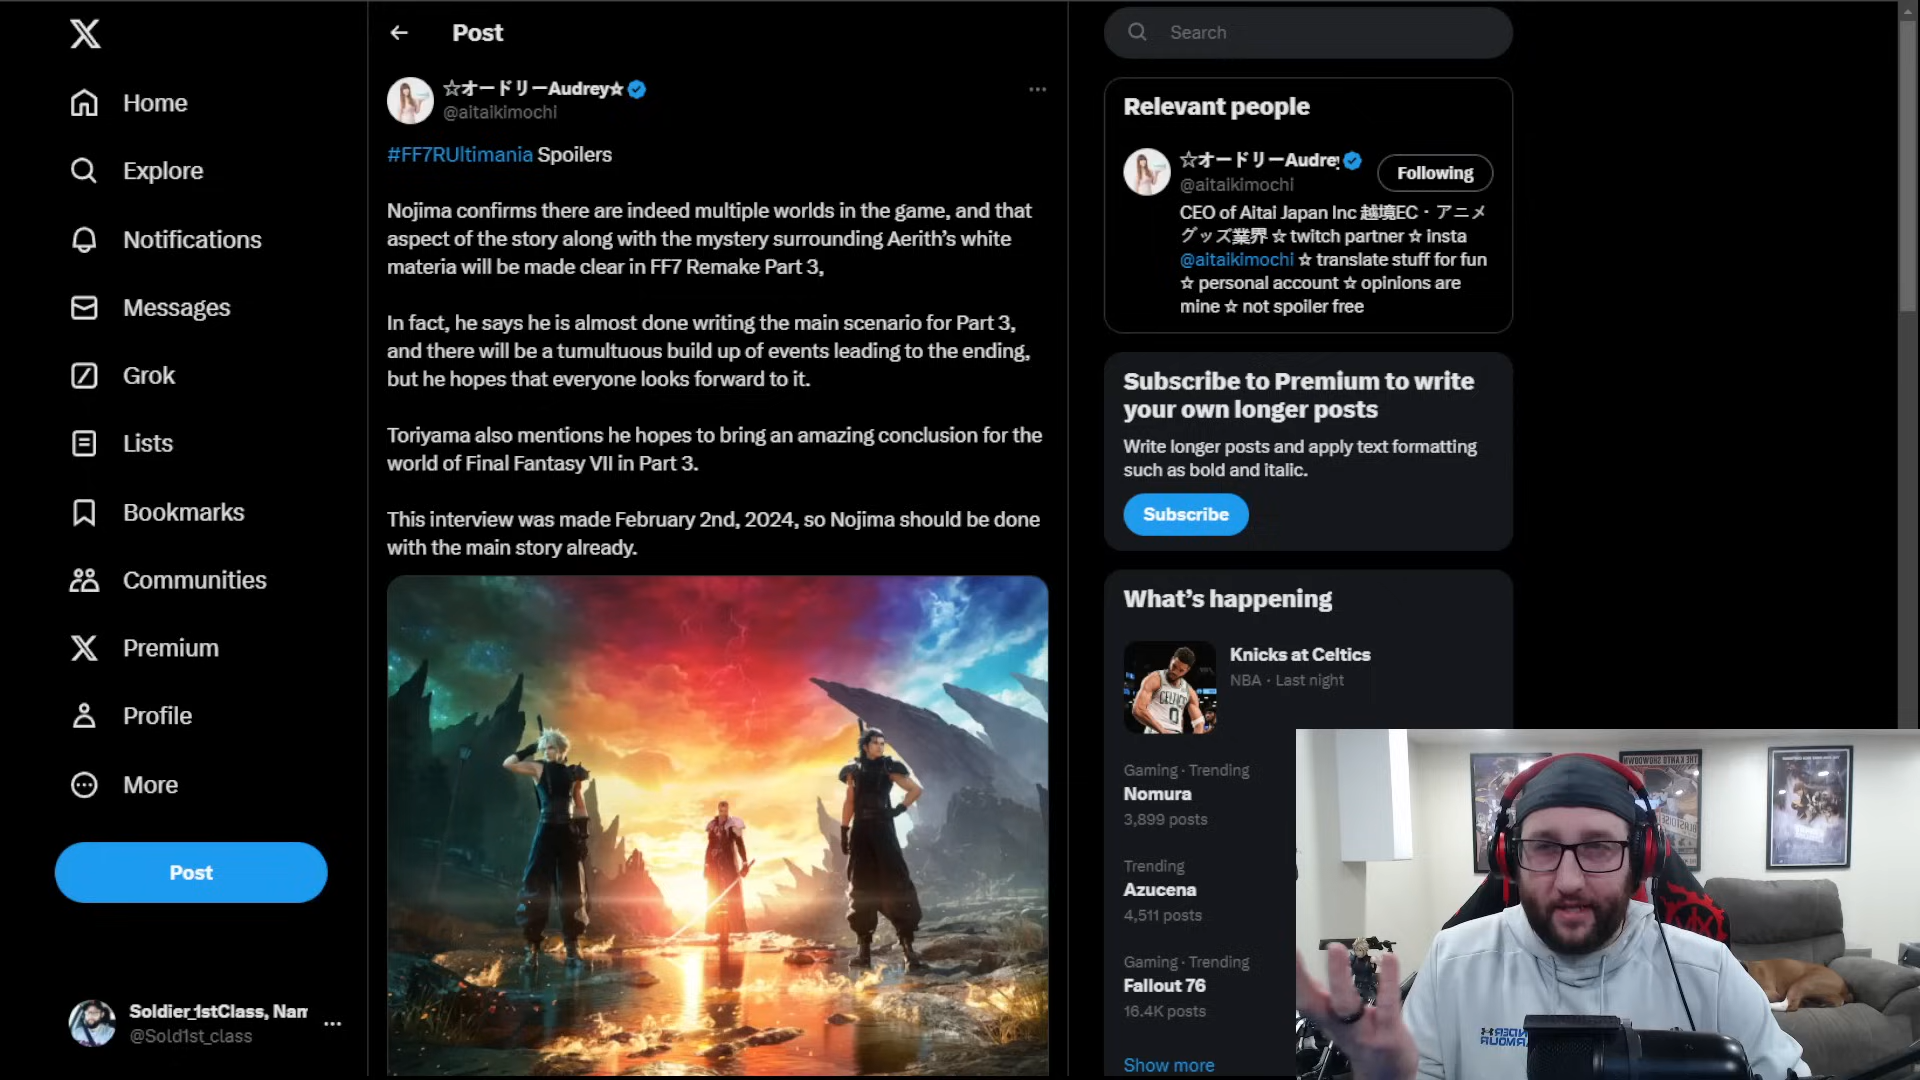 Home
Explore
Notifications
Messages
Grok
Lists
Bookmarks
Communities
Premium
Profile
More
Post
Soldier_1stClass, Nam
@Sold1st_class
Post
☆オードリーAudrey☆
@aitaikimochi
#FF7RUltimania Spoilers
Nojima confirms there are indeed multiple worlds in the game, and that
aspect of the story along with the mystery surrounding Aerith's white
materia will be made clear in FF7 Remake Part 3,
In fact, he says he is almost done writing the main scenario for Part 3,
and there will be a tumultuous build up of events leading to the ending,
but he hopes that everyone looks forward to it.
Toriyama also mentions he hopes to bring an amazing conclusion for the
world of Final Fantasy VII in Part 3.
This interview was made February 2nd, 2024, so Nojima should be done
with the main story already.
Search
Relevant people
☆オードリーAudrey
@aitaikimochi
Following
CEO of Aitai Japan Inc 越境EC・アニメ
グッズ業界 ☆ twitch partner ☆ insta
@aitaikimochi ☆ translate stuff for fun
☆ personal account ☆ opinions are
mine ☆ not spoiler free
Subscribe to Premium to write
your own longer posts
Write longer posts and apply text formatting
such as bold and italic.
Subscribe
What's happening
Knicks at Celtics
NBA · Last night
Gaming · Trending
Nomura
3,899 posts
Trending
Azucena
4,511 posts
Gaming · Trending
Fallout 76
16.4K posts
Show more
UNDER
ARMOUR